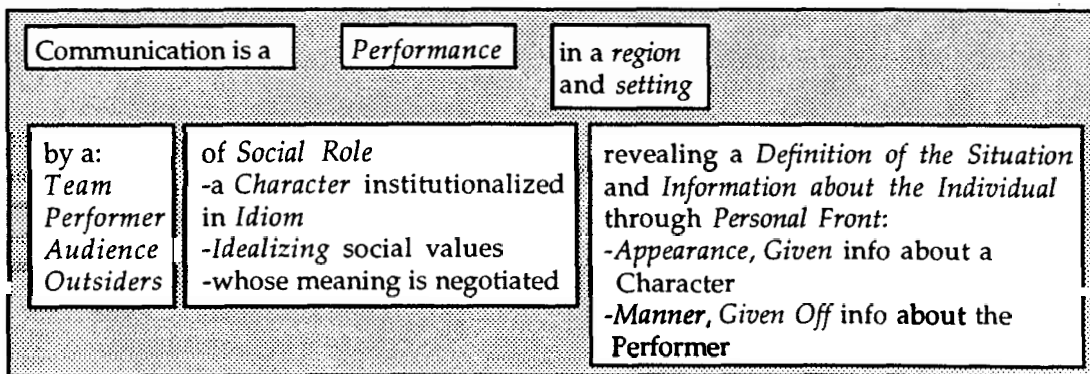 Communication is a
Performance
in a region
and setting
by a:
Team
Performer
Audience
Outsiders
of Social Role
-a Character institutionalized
in Idiom
-Idealizing social values
-whose meaning is negotiated
revealing a Definition of the Situation
and Information about the Individual
through Personal Front:
-Appearance, Given info about a
Character
-Manner, Given Off info about the
Performer